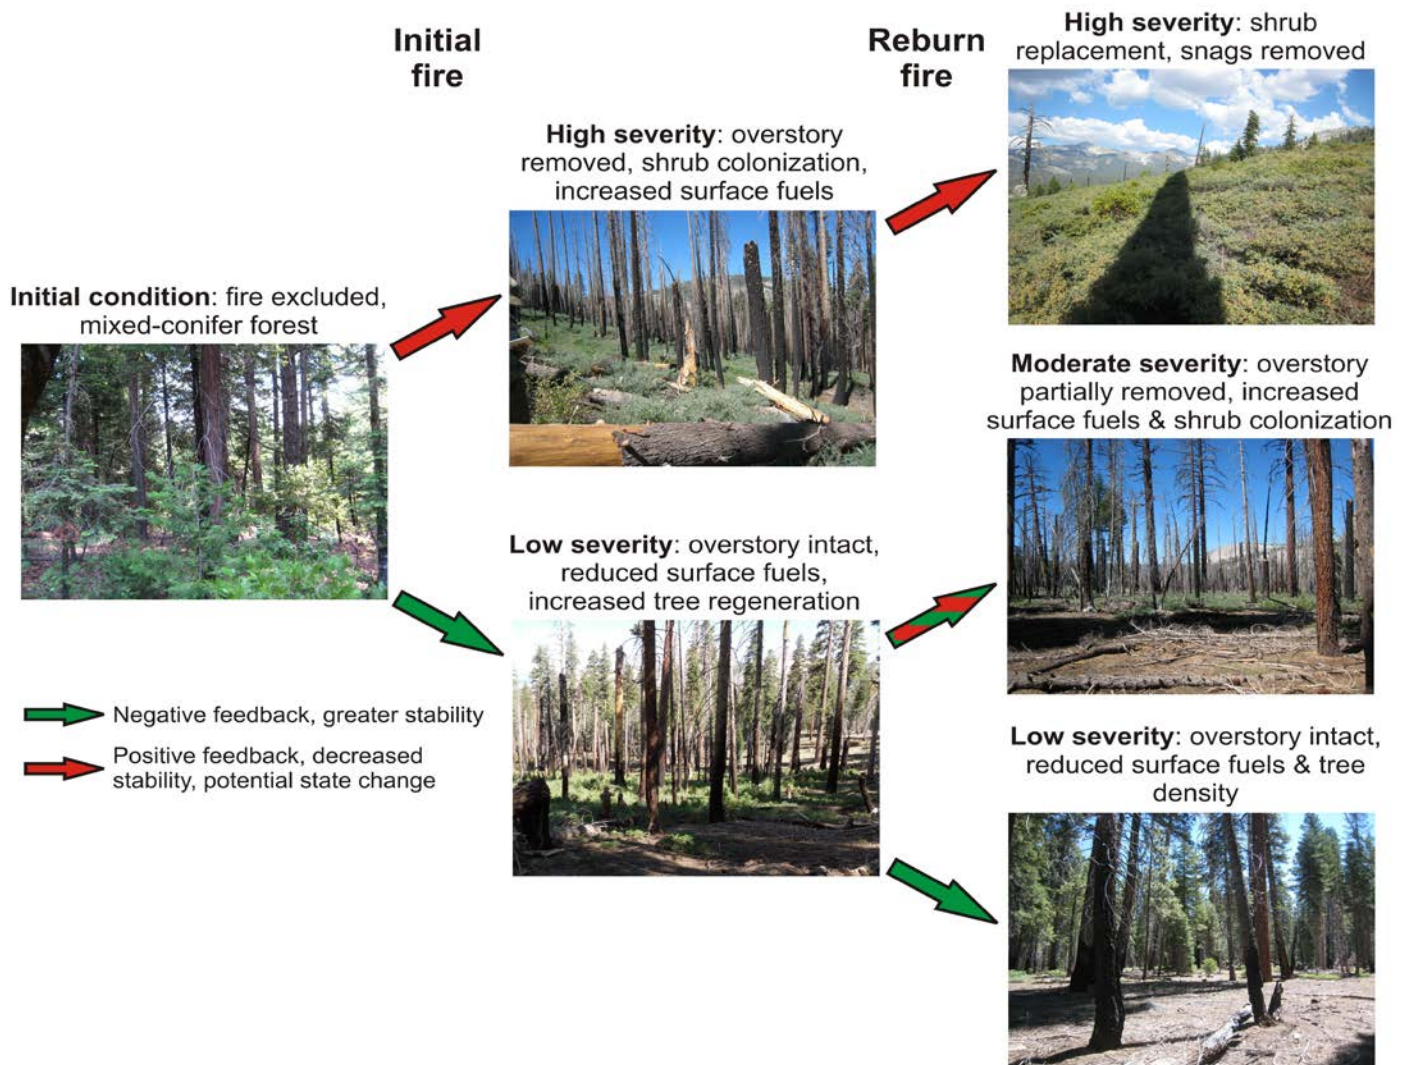 Initial
fire
Reburn
fire
High severity: shrub
replacement, snags removed
High severity: overstory
removed, shrub colonization,
increased surface fuels
Initial condition: fire excluded,
mixed-conifer forest
Moderate severity: overstory
partially removed, increased
surface fuels & shrub colonization
Low severity: overstory intact,
reduced surface fuels,
increased tree regeneration
Negative feedback, greater stability
Positive feedback, decreased
stability, potential state change
Low severity: overstory intact,
reduced surface fuels & tree
density